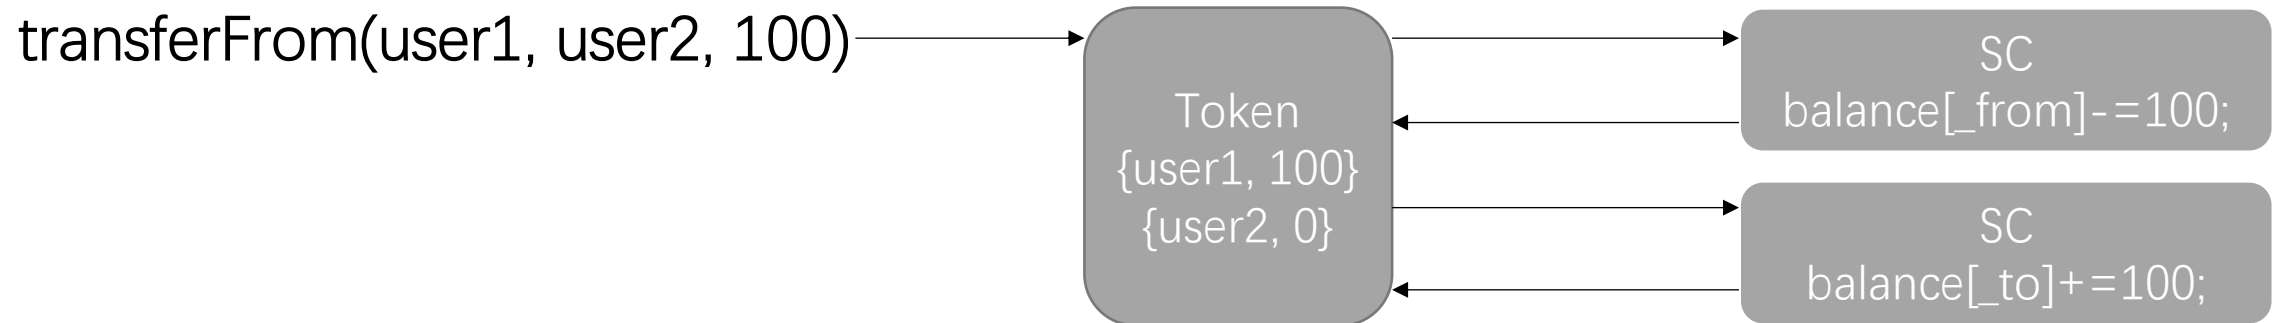 transferFrom(user1, user2, 100)
Token
{user1, 100}
{user2, 0}
SC
balance[_from]-=100;
SC
balance[_to]+=100;